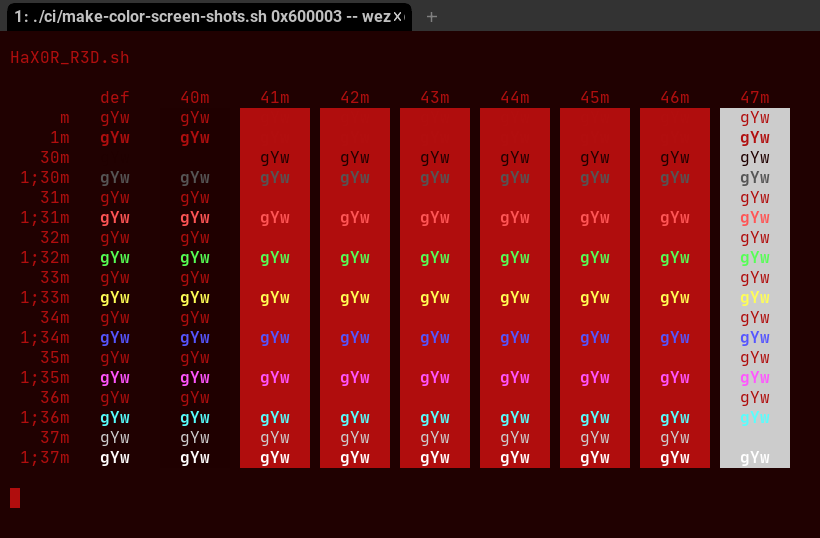 1: ./ci/make-color-screen-shots.sh 0x600003 -- wez
HaX0R_R3D.sh
def 40m 41m 42m 43m 44m 45m 46m 47m
m gYw gYw gYw
1m gYw gYw gYw
30m gYw gYw gYw gYw gYw gYw gYw
1;30m gYw gYw gYw gYw gYw gYw gYw gYw gYw
31m gYw gYw gYw
1;31m gYw gYw gYw gYw gYw gYw gYw gYw gYw
32m gYw gYw gYw
1;32m gYw gYw gYw gYw gYw gYw gYw gYw gYw
33m gYw gYw gYw
1;33m gYw gYw gYw gYw gYw gYw gYw gYw gYw
34m gYw gYw gYw
1;34m gYw gYw gYw gYw gYw gYw gYw gYw gYw
35m gYw gYw gYw
1;35m gYw gYw gYw gYw gYw gYw gYw gYw gYw
36m gYw gYw gYw
1;36m gYw gYw gYw gYw gYw gYw gYw gYw gYw
37m gYw gYw gYw gYw gYw gYw gYw gYw
1;37m gYw gYw gYw gYw gYw gYw gYw gYw gYw